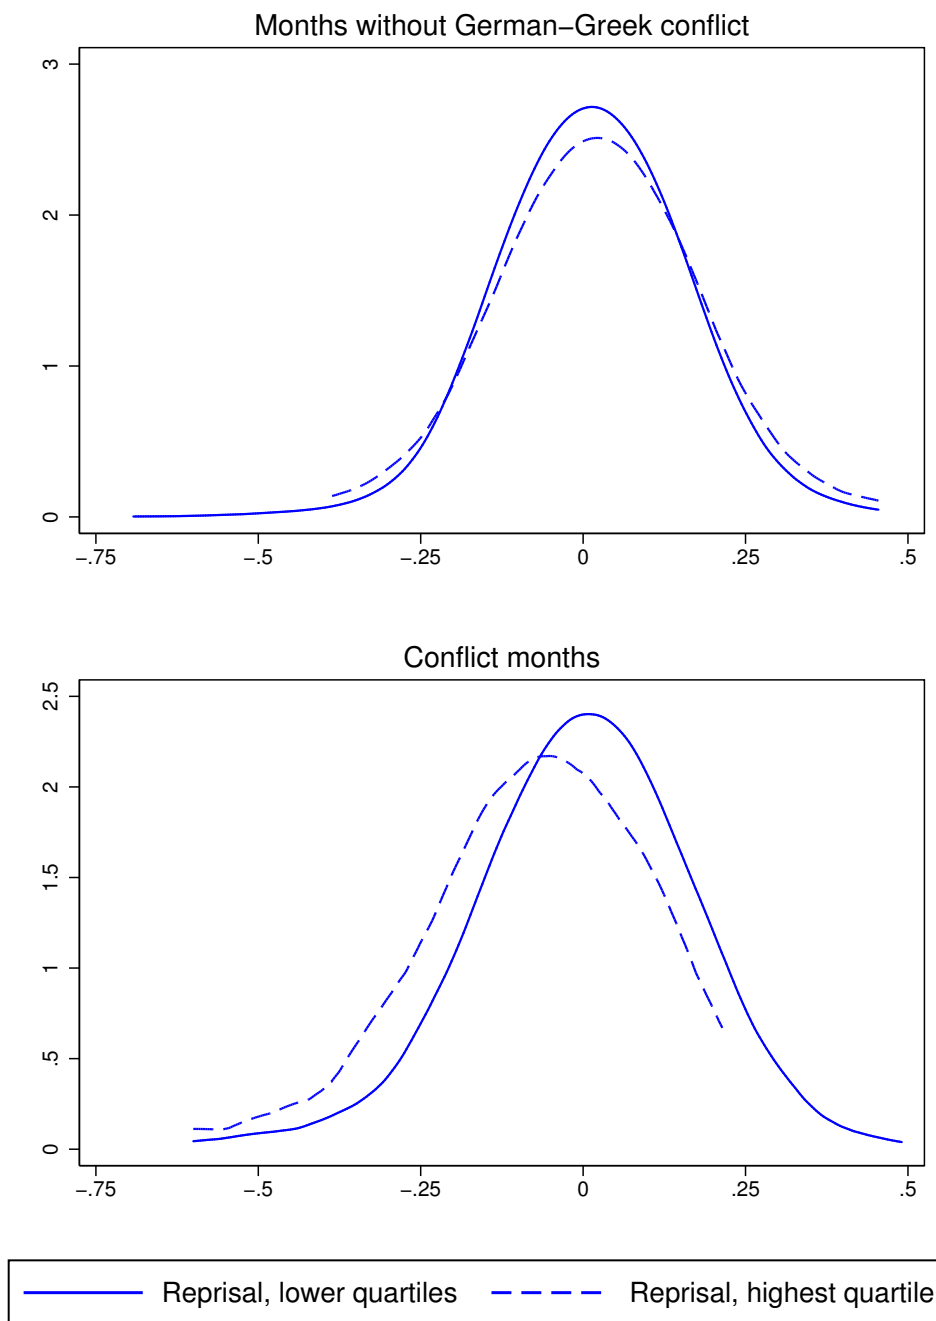 Months without German–Greek conflict
3
2
1
0
–.75 –.5 –.25 0 .25 .5
Conflict months
2.5
2
1.5
1
.5
0
–.75 –.5 –.25 0 .25 .5
Reprisal, lower quartiles Reprisal, highest quartile